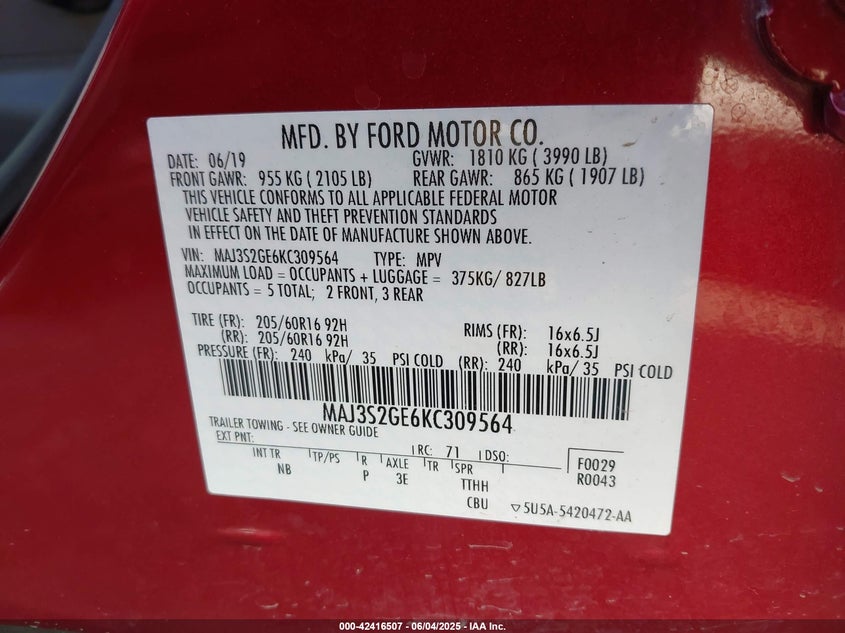 MFD. BY FORD MOTOR CO.
DATE: 06/19 GVWR: 1810 KG ( 3990 LB)
FRONT GAWR: 955 KG ( 2105 LB) REAR GAWR: 865 KG ( 1907 LB)
THIS VEHICLE CONFORMS TO ALL APPLICABLE FEDERAL MOTOR
VEHICLE SAFETY AND THEFT PREVENTION STANDARDS
IN EFFECT ON THE DATE OF MANUFACTURE SHOWN ABOVE.
VIN: MAJ3S2GE6KC309564 TYPE: MPV
MAXIMUM LOAD = OCCUPANTS + LUGGAGE = 375KG/ 827LB
OCCUPANTS = 5 TOTAL; 2 FRONT, 3 REAR
TIRE (FR): 205/60R16 92H RIMS (FR): 16x6.5J
(RR): 205/60R16 92H (RR): 16x6.5J
PRESSURE (FR): 240 kPa/ 35 PSI COLD (RR): 240 kPa/ 35 PSI COLD
MAJ3S2GE6KC309564
TRAILER TOWING - SEE OWNER GUIDE
EXT PNT: RC: 71 DSO: F0029
INT TR TP/PS R AXLE TR SPR R0043
NB P 3E TTHH
CBU ▽5U5A-5420472-AA
000-42416507 - 06/04/2025 - IAA Inc.